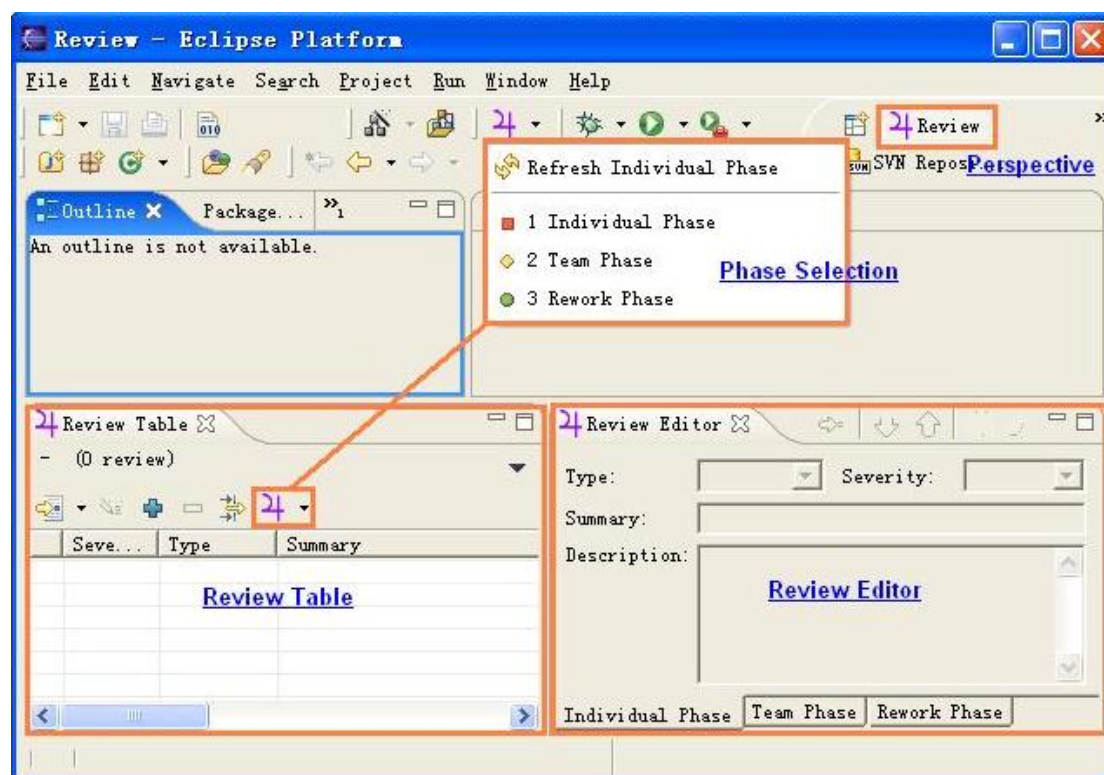 Review - Eclipse Platform
File Edit Navigate Search Project Run Window Help
010
Review
»
Refresh Individual Phase
SVN Repos
Perspective
Outline
Package...
»1
1 Individual Phase
An outline is not available.
2 Team Phase
Phase Selection
3 Rework Phase
Review Table
Review Editor
- (0 review)
Type:
Severity:
Summary:
Seve... Type Summary
Description:
Review Table
Review Editor
Individual Phase Team Phase Rework Phase